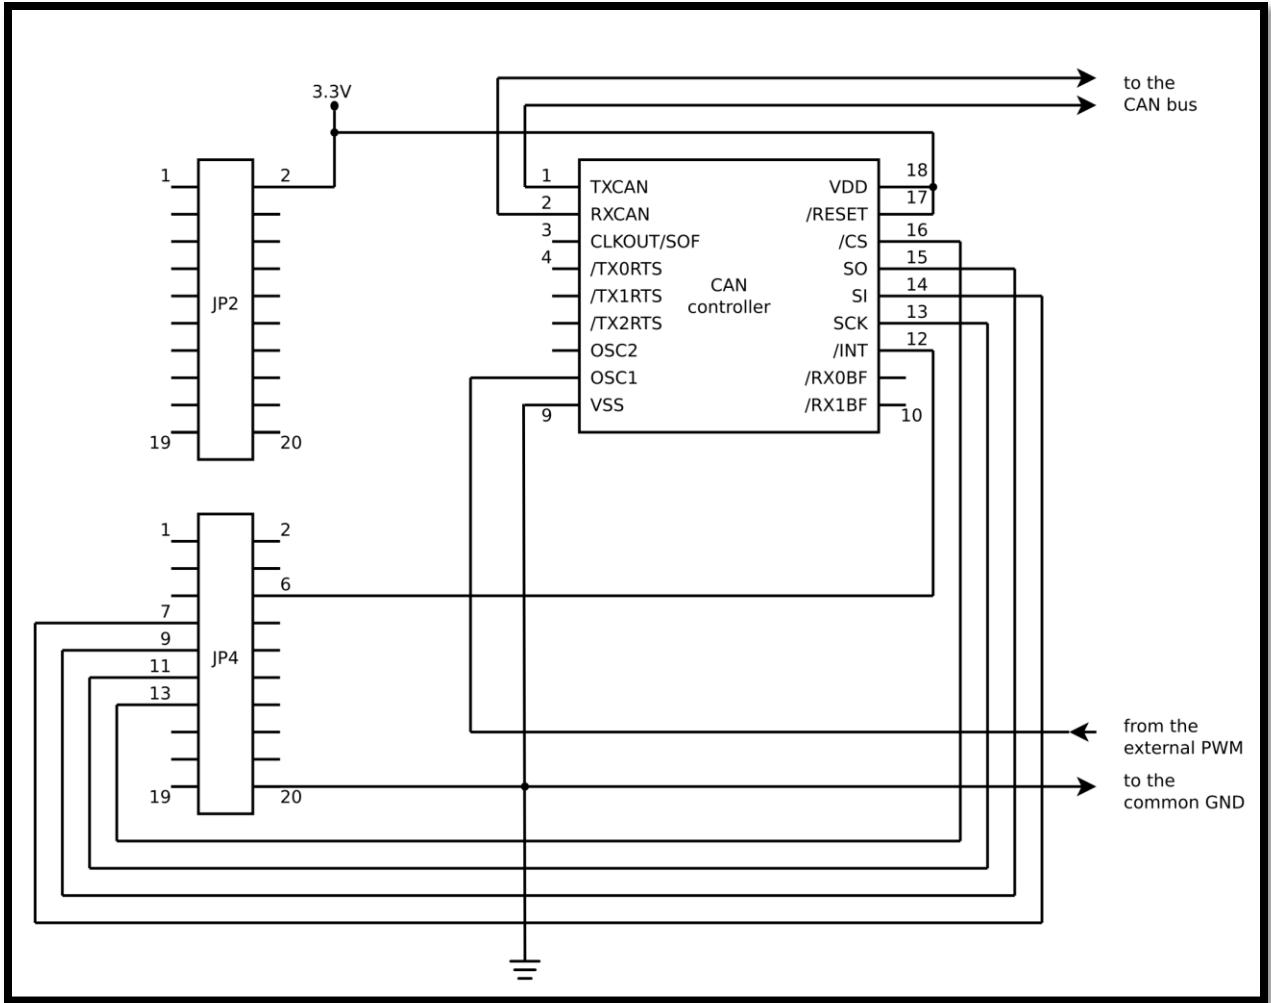 3.3V
to the
CAN bus
1
2
JP2
19
20
1
2
3
4
9
TXCAN
RXCAN
CLKOUT/SOF
/TX0RTS
/TX1RTS
/TX2RTS
OSC2
OSC1
VSS
CAN
controller
VDD
/RESET
/CS
SO
SI
SCK
/INT
/RX0BF
/RX1BF
18
17
16
15
14
13
12
10
1
2
6
7
9
11
13
JP4
19
20
from the
external PWM
to the
common GND